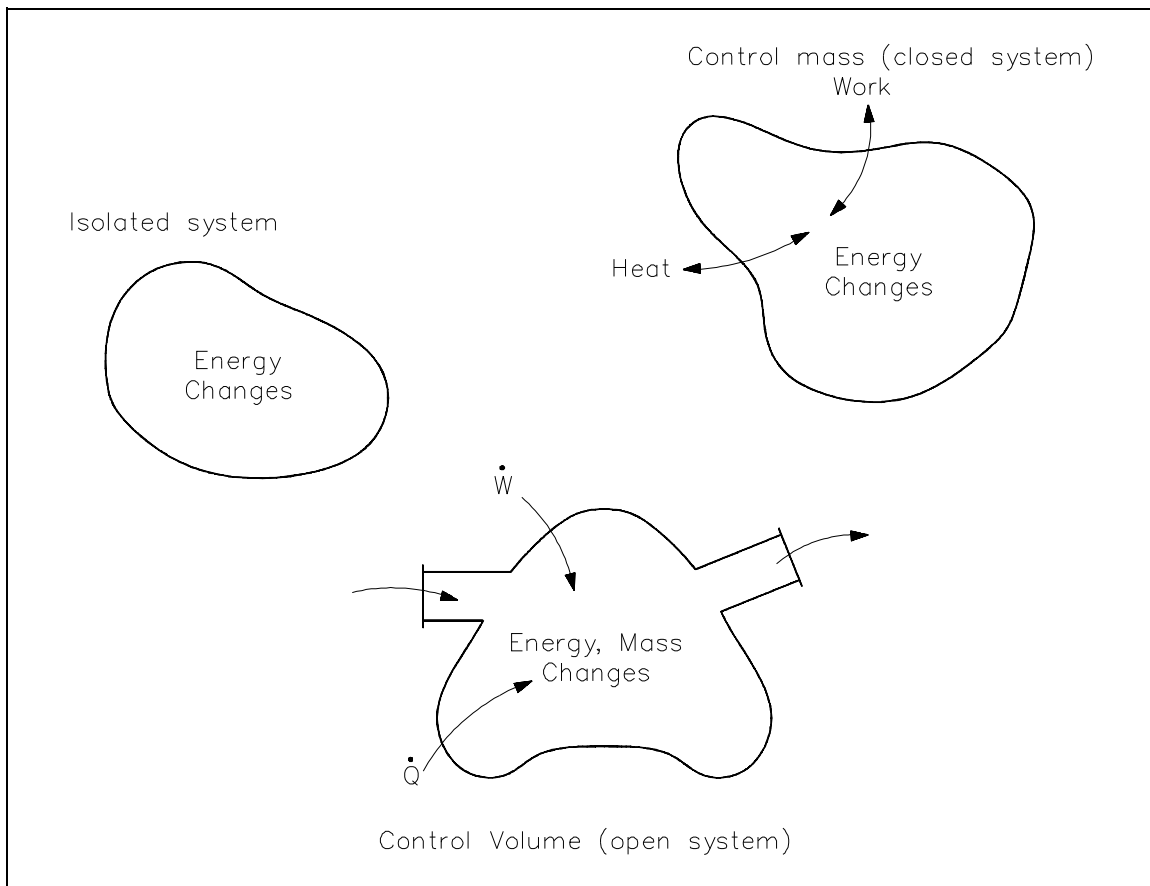 Control mass (closed system)
Work
Isolated system
Heat
Energy
Changes
Energy
Changes
Ẇ
Energy, Mass
Changes
Q̇
Control Volume (open system)